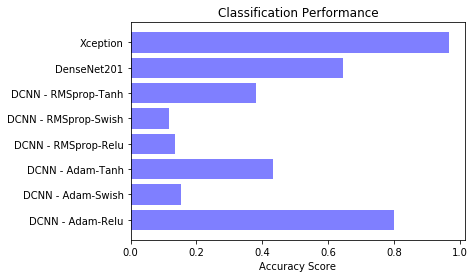 Classification Performance
Xception
DenseNet201
DCNN - RMSprop-Tanh
DCNN - RMSprop-Swish
DCNN - RMSprop-Relu
DCNN - Adam-Tanh
DCNN - Adam-Swish
DCNN - Adam-Relu
0.0 0.2 0.4 0.6 0.8 1.0
Accuracy Score